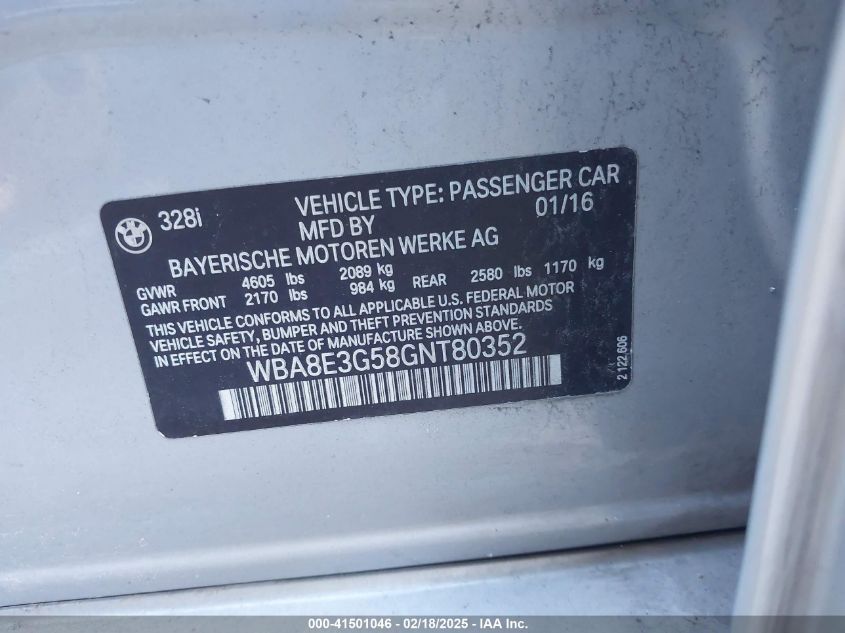 328i VEHICLE TYPE: PASSENGER CAR
MFD BY 01/16
BAYERISCHE MOTOREN WERKE AG
GVWR 4605 lbs 2089 kg
GAWR FRONT 2170 lbs 984 kg REAR 2580 lbs 1170 kg
THIS VEHICLE CONFORMS TO ALL APPLICABLE U.S. FEDERAL MOTOR
VEHICLE SAFETY, BUMPER AND THEFT PREVENTION STANDARDS
IN EFFECT ON THE DATE OF MANUFACTURE SHOWN ABOVE.
WBA8E3G58GNT80352
2 122 606
000-41501046 - 02/18/2025 - IAA Inc.